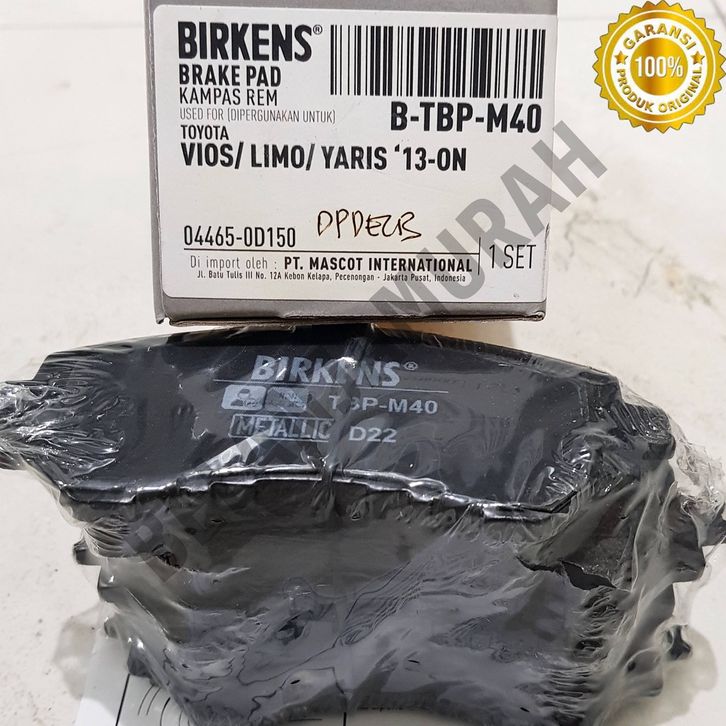 BIRKENS®
BRAKE PAD
KAMPAS REM
USED FOR (DIPERGUNAKAN UNTUK)
TOYOTA
VIOS/ LIMO/ YARIS ‘13-ON
B-TBP-M40
04465-0D150
1 SET
Di import oleh : PT. MASCOT INTERNATIONAL
Jl. Batu Tulis III No. 12A Kebon Kelapa, Pecenongan - Jakarta Pusat, Indonesia
GARANSI
100%
PRODUK ORIGINAL
BIRKENS®
TBP-M40
METALLIC D22
MURAH